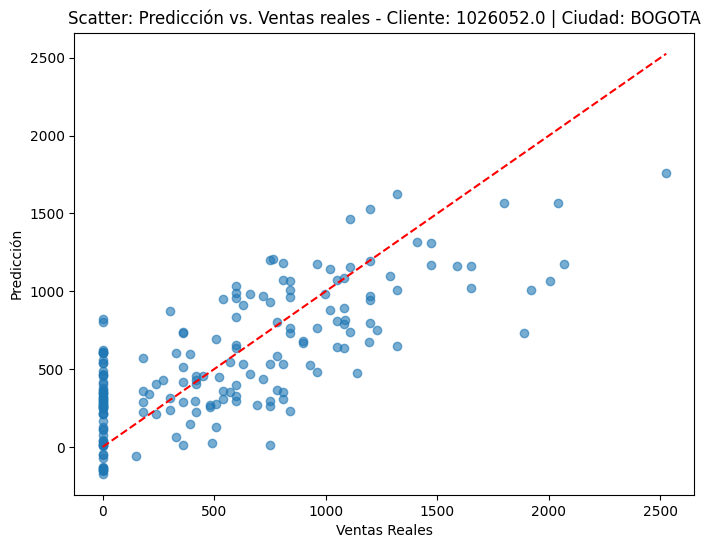 Scatter: Predicción vs. Ventas reales - Cliente: 1026052.0 | Ciudad: BOGOTA
2500
2000
1500
1000
500
0
Predicción
0 500 1000 1500 2000 2500
Ventas Reales